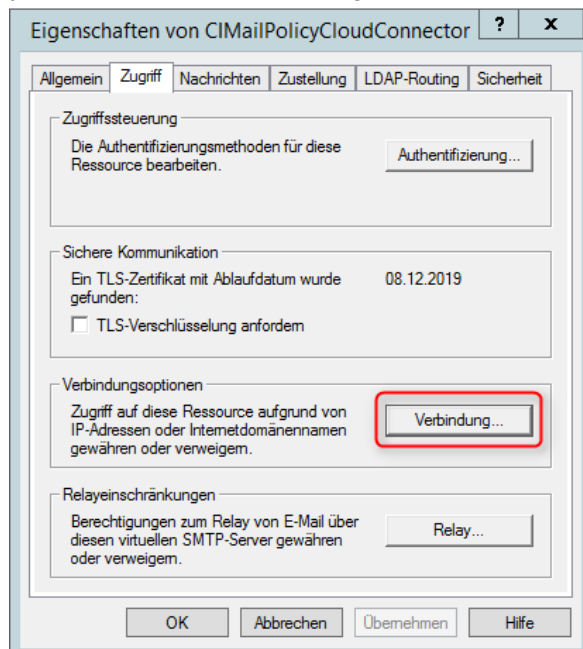 Eigenschaften von CIMailPolicyCloudConnector ? x
Allgemein Zugriff Nachrichten Zustellung LDAP-Routing Sicherheit
Zugriffssteuerung
Die Authentifizierungsmethoden für diese
Ressource bearbeiten.
Authentifizierung...
Sichere Kommunikation
Ein TLS-Zertifikat mit Ablaufdatum wurde
gefunden:
08.12.2019
TLS-Verschlüsselung anfordern
Verbindungsoptionen
Zugriff auf diese Ressource aufgrund von
IP-Adressen oder Internetdomänennamen
gewähren oder verweigern.
Verbindung...
Relayeinschränkungen
Berechtigungen zum Relay von E-Mail über
diesen virtuellen SMTP-Server gewähren
oder verweigern.
Relay...
OK Abbrechen Übernehmen Hilfe